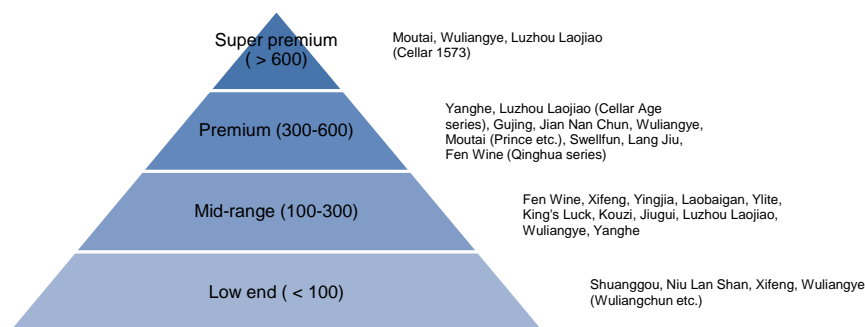 Super premium
( > 600)
Moutai, Wuliangye, Luzhou Laojiao
(Cellar 1573)
Premium (300-600)
Yanghe, Luzhou Laojiao (Cellar Age
series), Gujing, Jian Nan Chun, Wuliangye,
Moutai (Prince etc.), Swellfun, Lang Jiu,
Fen Wine (Qinghua series)
Mid-range (100-300)
Fen Wine, Xifeng, Yingjia, Laobaigan, Ylite,
King's Luck, Kouzi, Jiugui, Luzhou Laojiao,
Wuliangye, Yanghe
Low end ( < 100)
Shuanggou, Niu Lan Shan, Xifeng, Wuliangye
(Wuliangchun etc.)